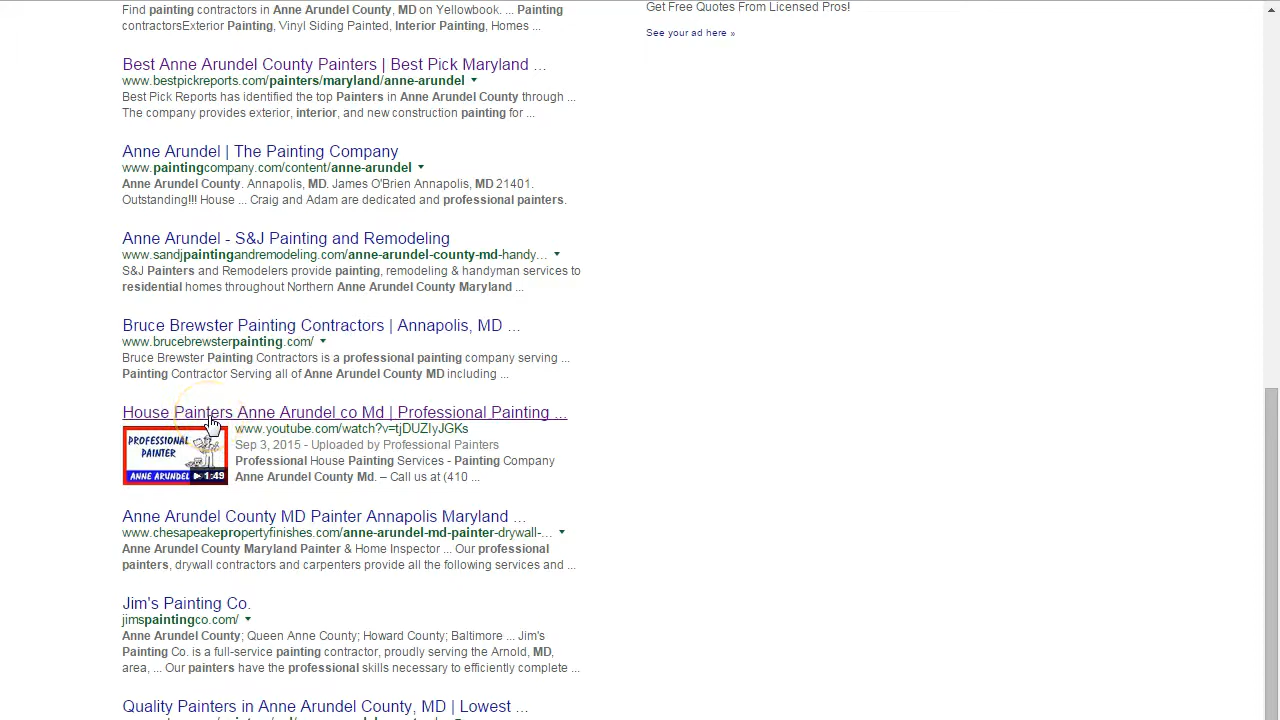 Find painting contractors in Anne Arundel County, MD on Yellowbook. ... Painting
contractorsExterior Painting, Vinyl Siding Painted, Interior Painting, Homes ...
Get Free Quotes From Licensed Pros!
See your ad here »
Best Anne Arundel County Painters | Best Pick Maryland ...
www.bestpickreports.com/painters/maryland/anne-arundel
Best Pick Reports has identified the top Painters in Anne Arundel County through ...
The company provides exterior, interior, and new construction painting for ...
Anne Arundel | The Painting Company
www.paintingcompany.com/content/anne-arundel
Anne Arundel County. Annapolis, MD. James O'Brien Annapolis, MD 21401.
Outstanding!!! House ... Craig and Adam are dedicated and professional painters.
Anne Arundel - S&J Painting and Remodeling
www.sandjpaintingandremodeling.com/anne-arundel-county-md-handy...
S&J Painters and Remodelers provide painting, remodeling & handyman services to
residential homes throughout Northern Anne Arundel County Maryland ...
Bruce Brewster Painting Contractors | Annapolis, MD ...
www.brucebrewsterpainting.com/
Bruce Brewster Painting Contractors is a professional painting company serving ...
Painting Contractor Serving all of Anne Arundel County MD including ...
House Painters Anne Arundel co Md | Professional Painting ...
www.youtube.com/watch?v=tjDUZIyJGKs
Sep 3, 2015 - Uploaded by Professional Painters
Professional House Painting Services - Painting Company
Anne Arundel County Md. – Call us at (410 ...
PROFESSIONAL
PAINTER
ANNE ARUNDEL
1:49
Anne Arundel County MD Painter Annapolis Maryland ...
www.chesapeakepropertyfinishes.com/anne-arundel-md-painter-drywall-...
Anne Arundel County Maryland Painter & Home Inspector ... Our professional
painters, drywall contractors and carpenters provide all the following services and ...
Jim's Painting Co.
jimspaintingco.com/
Anne Arundel County; Queen Anne County; Howard County; Baltimore ... Jim's
Painting Co. is a full-service painting contractor, proudly serving the Arnold, MD,
area, ... Our painters have the professional skills necessary to efficiently complete ...
Quality Painters in Anne Arundel County, MD | Lowest ...